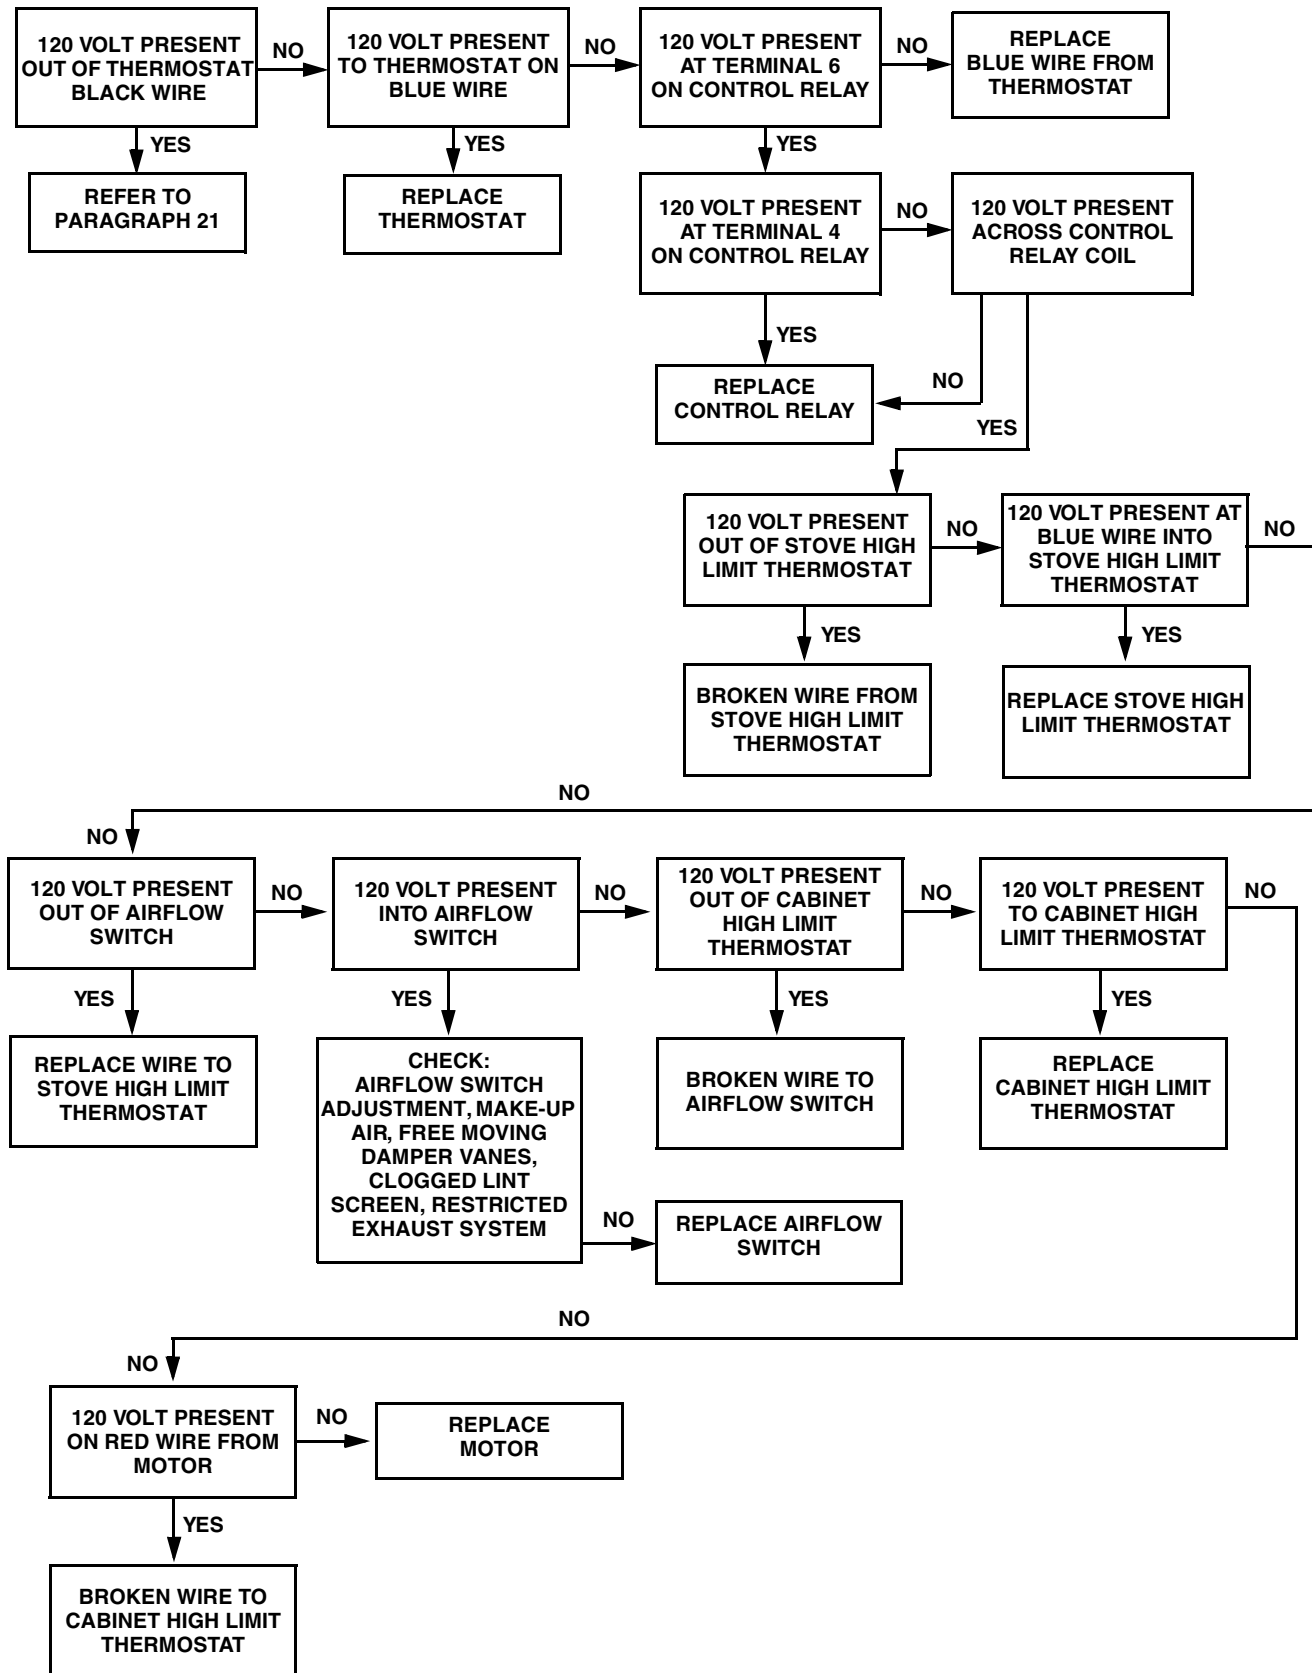 120 VOLT PRESENT
OUT OF THERMOSTAT
BLACK WIRE
NO
120 VOLT PRESENT
TO THERMOSTAT ON
BLUE WIRE
NO
120 VOLT PRESENT
AT TERMINAL 6
ON CONTROL RELAY
NO
REPLACE
BLUE WIRE FROM
THERMOSTAT
YES
YES
YES
REFER TO
PARAGRAPH 21
REPLACE
THERMOSTAT
120 VOLT PRESENT
AT TERMINAL 4
ON CONTROL RELAY
NO
120 VOLT PRESENT
ACROSS CONTROL
RELAY COIL
YES
REPLACE
CONTROL RELAY
NO
YES
120 VOLT PRESENT
OUT OF STOVE HIGH
LIMIT THERMOSTAT
NO
120 VOLT PRESENT AT
BLUE WIRE INTO
STOVE HIGH LIMIT
THERMOSTAT
NO
YES
YES
BROKEN WIRE FROM
STOVE HIGH LIMIT
THERMOSTAT
REPLACE STOVE HIGH
LIMIT THERMOSTAT
NO
NO
120 VOLT PRESENT
OUT OF AIRFLOW
SWITCH
NO
120 VOLT PRESENT
INTO AIRFLOW
SWITCH
NO
120 VOLT PRESENT
OUT OF CABINET
HIGH LIMIT
THERMOSTAT
NO
120 VOLT PRESENT
TO CABINET HIGH
LIMIT THERMOSTAT
NO
YES
YES
YES
YES
REPLACE WIRE TO
STOVE HIGH LIMIT
THERMOSTAT
CHECK:
AIRFLOW SWITCH
ADJUSTMENT, MAKE-UP
AIR, FREE MOVING
DAMPER VANES,
CLOGGED LINT
SCREEN, RESTRICTED
EXHAUST SYSTEM
BROKEN WIRE TO
AIRFLOW SWITCH
REPLACE
CABINET HIGH LIMIT
THERMOSTAT
NO
REPLACE AIRFLOW
SWITCH
NO
NO
120 VOLT PRESENT
ON RED WIRE FROM
MOTOR
NO
REPLACE
MOTOR
YES
BROKEN WIRE TO
CABINET HIGH LIMIT
THERMOSTAT